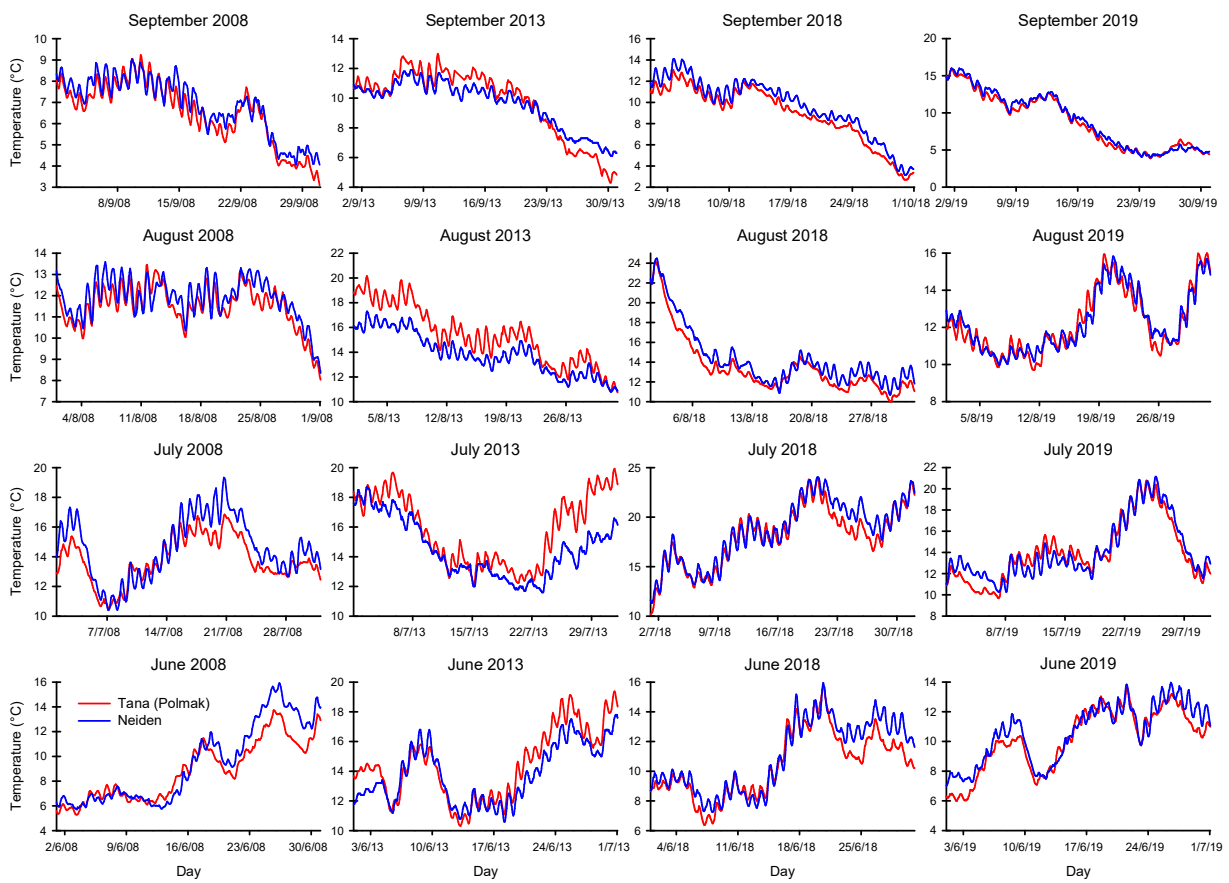 September 2008
September 2013
September 2018
September 2019
Temperature (°C)
10
9
8
7
6
5
4
3
14
12
10
8
6
4
16
14
12
10
8
6
4
2
20
15
10
5
0
8/9/08 15/9/08 22/9/08 29/9/08
2/9/13 9/9/13 16/9/13 23/9/13 30/9/13
3/9/18 10/9/18 17/9/18 24/9/18 1/10/18
2/9/19 9/9/19 16/9/19 23/9/19 30/9/19
August 2008
August 2013
August 2018
August 2019
Temperature (°C)
14
13
12
11
10
9
8
7
22
20
18
16
14
12
10
24
22
20
18
16
14
12
10
16
14
12
10
8
4/8/08 11/8/08 18/8/08 25/8/08 1/9/08
5/8/13 12/8/13 19/8/13 26/8/13
6/8/18 13/8/18 20/8/18 27/8/18
5/8/19 12/8/19 19/8/19 26/8/19
July 2008
July 2013
July 2018
July 2019
Temperature (°C)
20
18
16
14
12
10
20
18
16
14
12
10
25
20
15
10
22
20
18
16
14
12
10
8
7/7/08 14/7/08 21/7/08 28/7/08
8/7/13 15/7/13 22/7/13 29/7/13
2/7/18 9/7/18 16/7/18 23/7/18 30/7/18
8/7/19 15/7/19 22/7/19 29/7/19
June 2008
June 2013
June 2018
June 2019
Temperature (°C)
Tana (Polmak)
Neiden
16
14
12
10
8
6
4
20
18
16
14
12
10
16
14
12
10
8
6
14
12
10
8
6
4
2/6/08 9/6/08 16/6/08 23/6/08 30/6/08
3/6/13 10/6/13 17/6/13 24/6/13 1/7/13
4/6/18 11/6/18 18/6/18 25/6/18
3/6/19 10/6/19 17/6/19 24/6/19 1/7/19
Day
Day
Day
Day